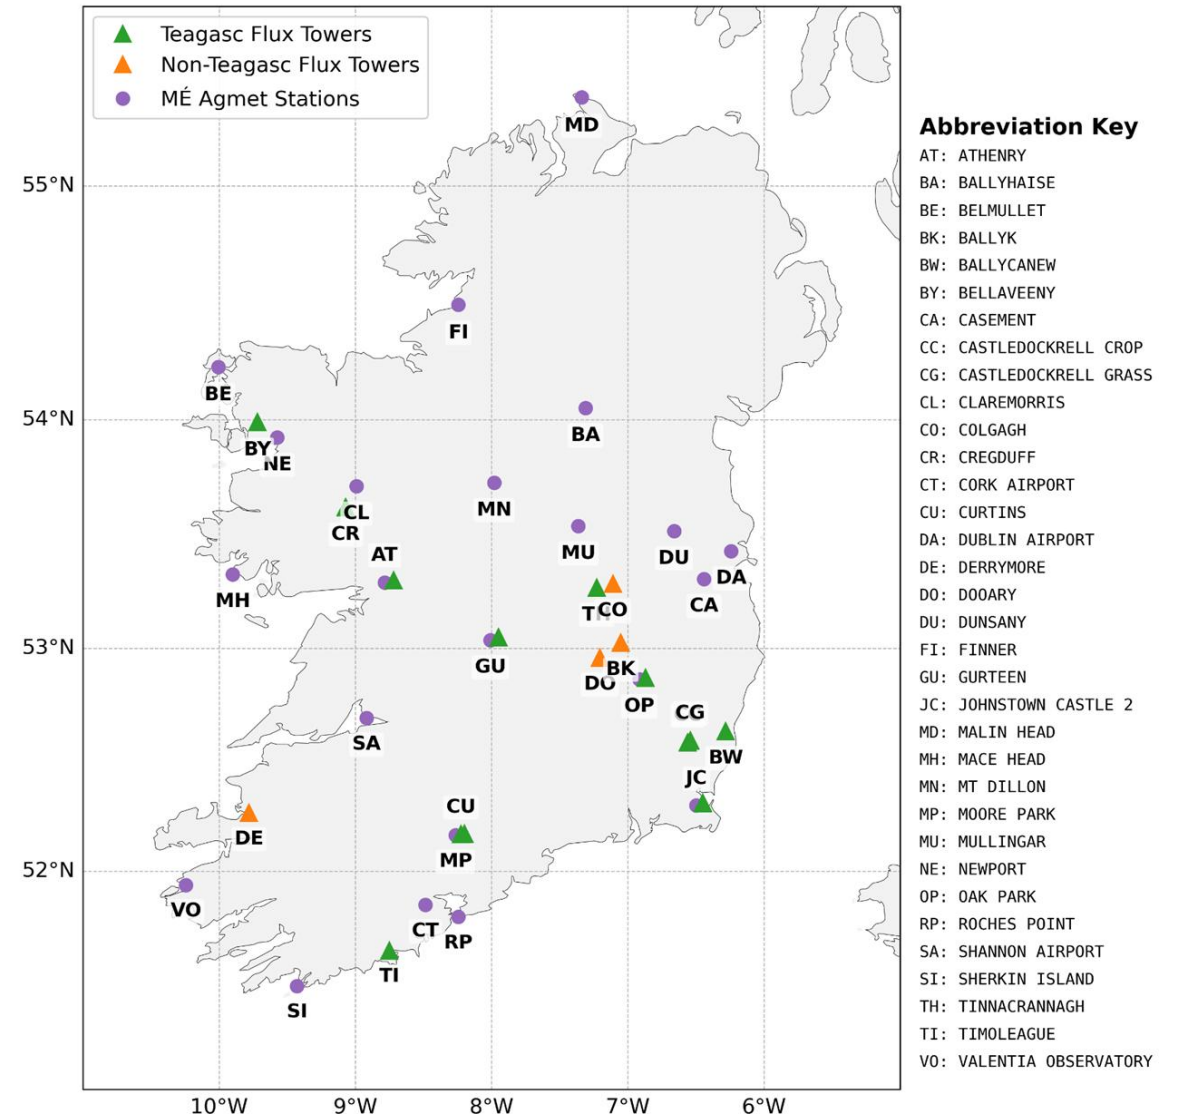 Teagasc Flux Towers
Non-Teagasc Flux Towers
MÉ Agmet Stations
MD
55°N
FI
BE
54°N
BA
BY
NE
MN
CL
CR
MU
DU
AT
DA
MH
CA
CO
53°N
GU
BK
DO
OP
CG
SA
BW
JC
CU
DE
MP
52°N
VO
CT
RP
TI
SI
10°W 9°W 8°W 7°W 6°W
Abbreviation Key
AT: ATHENRY
BA: BALLYHAISE
BE: BELMULLET
BK: BALLYK
BW: BALLYCANEW
BY: BELLAVEENY
CA: CASEMENT
CC: CASTLEDOCKRELL CROP
CG: CASTLEDOCKRELL GRASS
CL: CLAREMORRIS
CO: COLGAGH
CR: CREGDUFF
CT: CORK AIRPORT
CU: CURTINS
DA: DUBLIN AIRPORT
DE: DERRYMORE
DO: DOOARY
DU: DUNSANY
FI: FINNER
GU: GURTEEN
JC: JOHNSTOWN CASTLE 2
MD: MALIN HEAD
MH: MACE HEAD
MN: MT DILLON
MP: MOORE PARK
MU: MULLINGAR
NE: NEWPORT
OP: OAK PARK
RP: ROCHES POINT
SA: SHANNON AIRPORT
SI: SHERKIN ISLAND
TH: TINNACRANNAGH
TI: TIMOLEAGUE
VO: VALENTIA OBSERVATORY